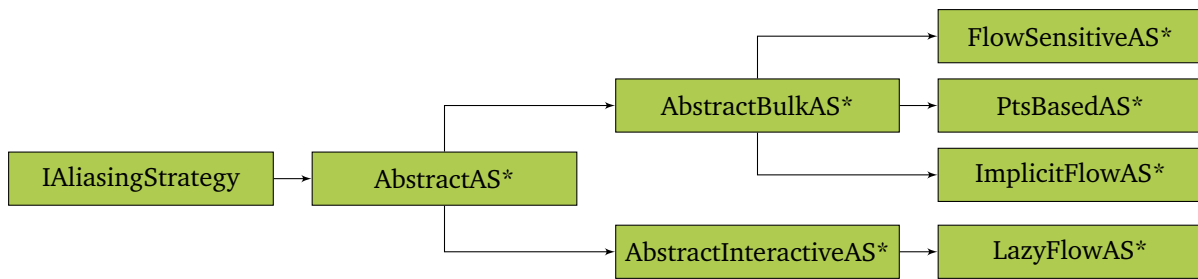 FlowSensitiveAS*
AbstractBulkAS*
PtsBasedAS*
IAliasingStrategy
AbstractAS*
ImplicitFlowAS*
AbstractInteractiveAS*
LazyFlowAS*